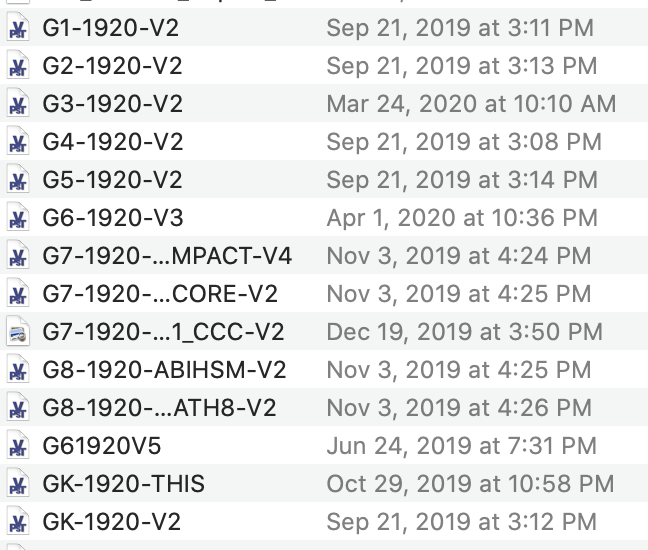 G1-1920-V2 Sep 21, 2019 at 3:11 PM
G2-1920-V2 Sep 21, 2019 at 3:13 PM
G3-1920-V2 Mar 24, 2020 at 10:10 AM
G4-1920-V2 Sep 21, 2019 at 3:08 PM
G5-1920-V2 Sep 21, 2019 at 3:14 PM
G6-1920-V3 Apr 1, 2020 at 10:36 PM
G7-1920-...MPACT-V4 Nov 3, 2019 at 4:24 PM
G7-1920-...CORE-V2 Nov 3, 2019 at 4:25 PM
G7-1920-...1_CCC-V2 Dec 19, 2019 at 3:50 PM
G8-1920-ABIHSM-V2 Nov 3, 2019 at 4:25 PM
G8-1920-...ATH8-V2 Nov 3, 2019 at 4:26 PM
G61920V5 Jun 24, 2019 at 7:31 PM
GK-1920-THIS Oct 29, 2019 at 10:58 PM
GK-1920-V2 Sep 21, 2019 at 3:12 PM